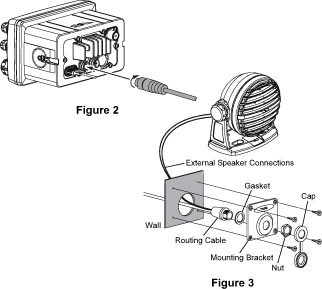 Figure 2
External Speaker Connections
Gasket
Cap
Wall
Routing Cable
Mounting Bracket
Nut
Figure 3